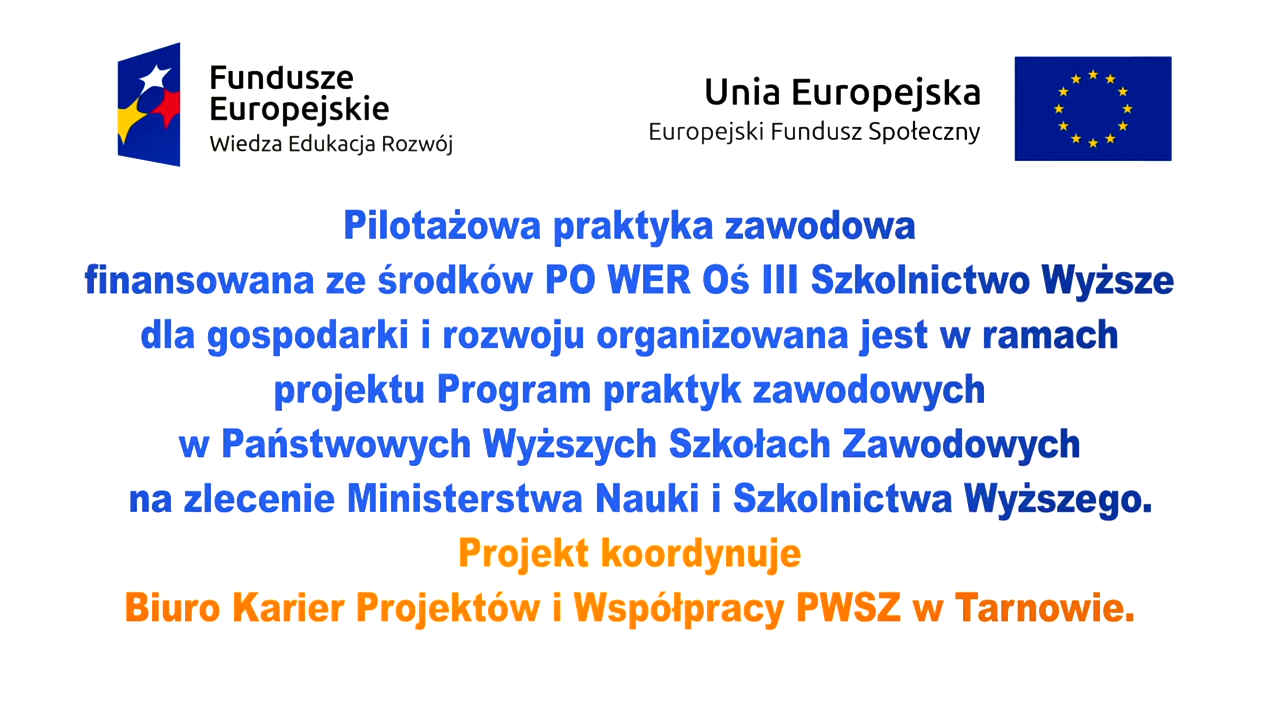 Fundusze
Europejskie
Wiedza Edukacja Rozwój
Unia Europejska
Europejski Fundusz Społeczny
Pilotażowa praktyka zawodowa
finansowana ze środków PO WER Oś III Szkolnictwo Wyższe
dla gospodarki i rozwoju organizowana jest w ramach
projektu Program praktyk zawodowych
w Państwowych Wyższych Szkołach Zawodowych
na zlecenie Ministerstwa Nauki i Szkolnictwa Wyższego.
Projekt koordynuje
Biuro Karier Projektów i Współpracy PWSZ w Tarnowie.